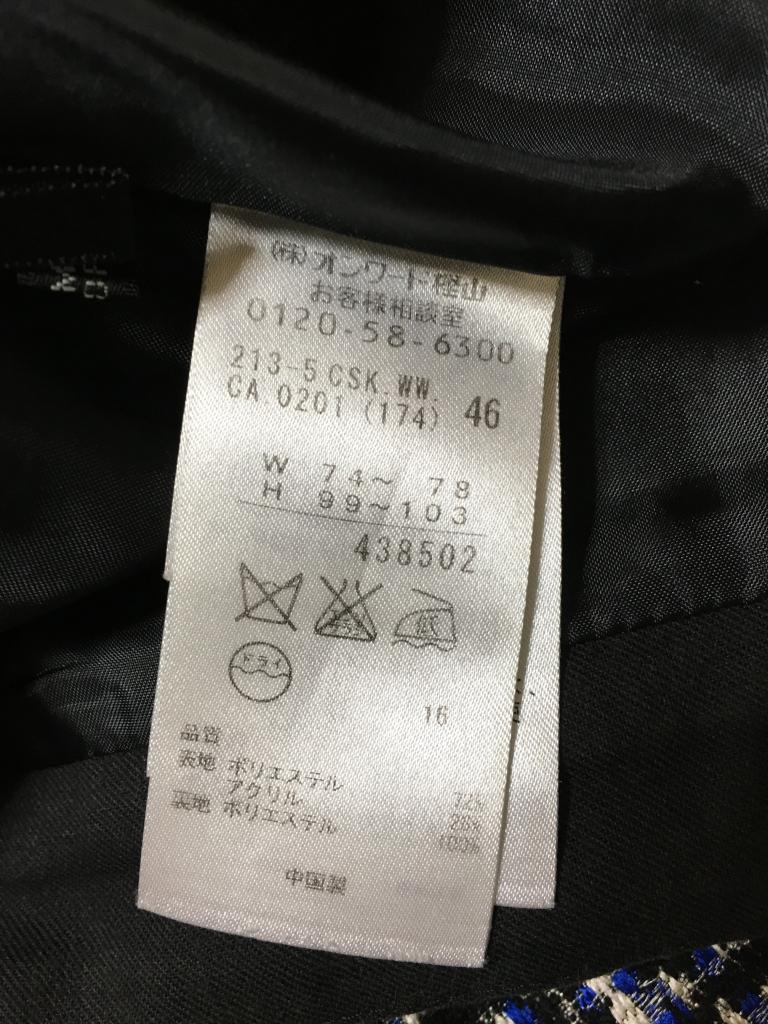 (株)オンワード樫山
お客様相談室
0120-58-6300
213-5 CSK.WW.
CA.0201 (174) 46
W 74〜 78
H 99〜103
438502
低
ドライ
16
品質
表地 ポリエステル 72%
アクリル
裏地 ポリエステル 100%
中国製